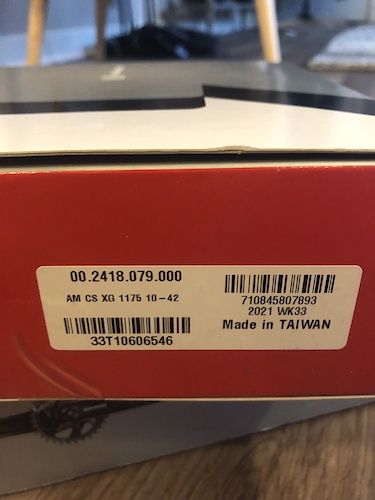 00.2418.079.000
AM CS XG 1175 10-42
33T10606546
710845807893
2021 WK33
Made in TAIWAN